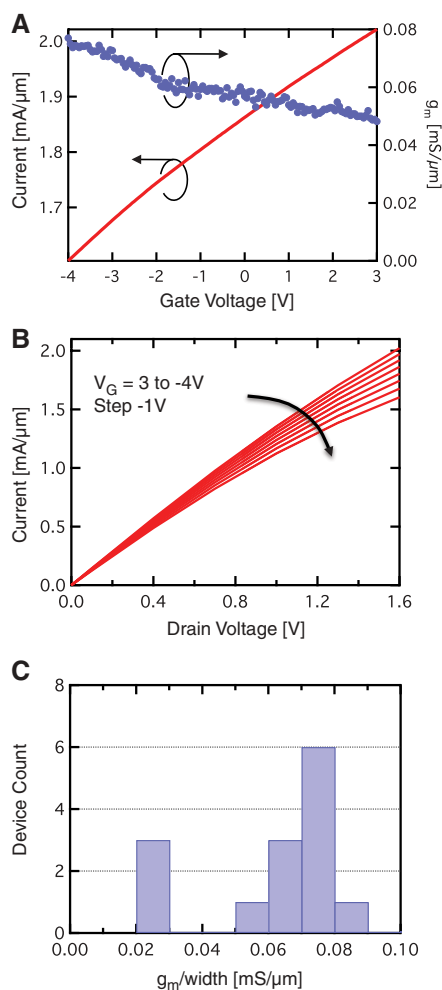 A
2.0
1.9
1.8
1.7
Current [mA/µm]
0.08
0.06
0.04
0.02
0.00
gm [mS/µm]
-4 -3 -2 -1 0 1 2 3
Gate Voltage [V]
B
VG = 3 to -4V
Step -1V
2.0
1.5
1.0
0.5
0.0
Current [mA/µm]
0.0 0.4 0.8 1.2 1.6
Drain Voltage [V]
C
8
6
4
2
0
Device Count
0.00 0.02 0.04 0.06 0.08 0.10
gm/width [mS/µm]